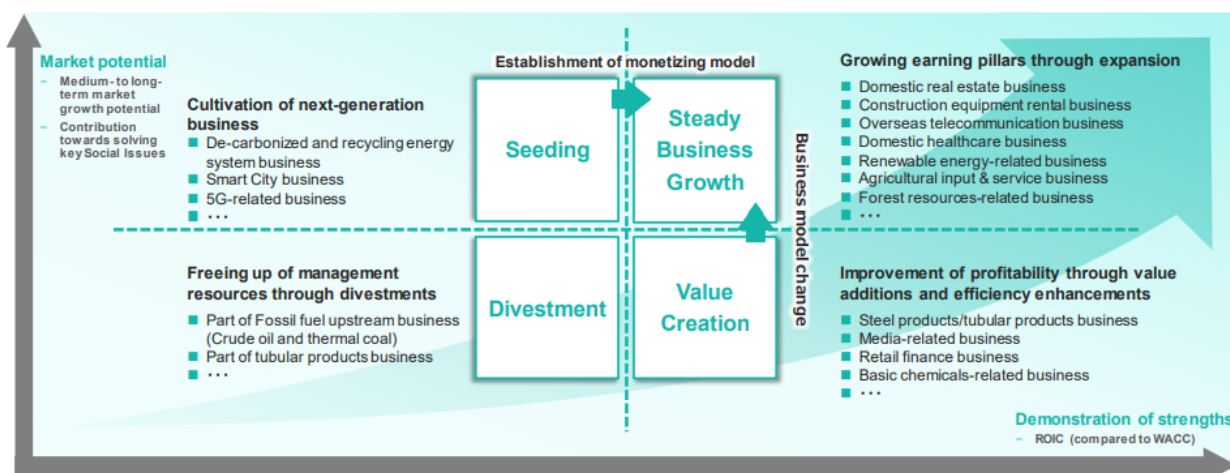 Market potential
– Medium- to long-
term market
growth potential
– Contribution
towards solving
key Social Issues
Establishment of monetizing model
Cultivation of next-generation
business
■ De-carbonized and recycling energy
system business
■ Smart City business
■ 5G-related business
■ ・・・
Seeding
Steady
Business
Growth
Business model change
Growing earning pillars through expansion
■ Domestic real estate business
■ Construction equipment rental business
■ Overseas telecommunication business
■ Domestic healthcare business
■ Renewable energy-related business
■ Agricultural input & service business
■ Forest resources-related business
■ ・・・
Freeing up of management
resources through divestments
■ Part of Fossil fuel upstream business
(Crude oil and thermal coal)
■ Part of tubular products business
■ ・・・
Divestment
Value
Creation
Improvement of profitability through value
additions and efficiency enhancements
■ Steel products/tubular products business
■ Media-related business
■ Retail finance business
■ Basic chemicals-related business
■ ・・・
Demonstration of strengths
– ROIC (compared to WACC)